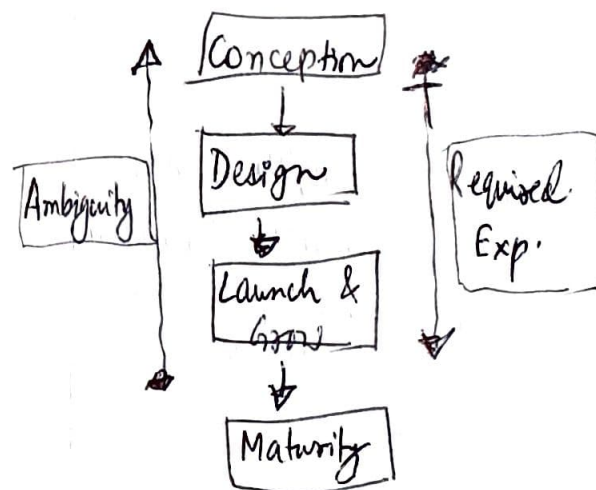 Conception
Design
Ambiguity
Required
Exp.
Launch &
Grow
Maturity